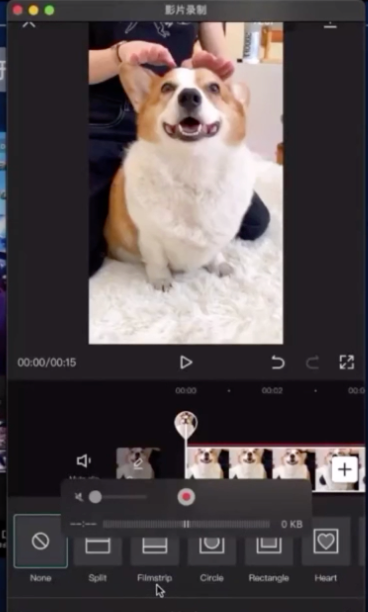 影片录制
00:00/00:15
00:00
00:02
--:--
0 KB
None
Split
Filmstrip
Circle
Rectangle
Heart